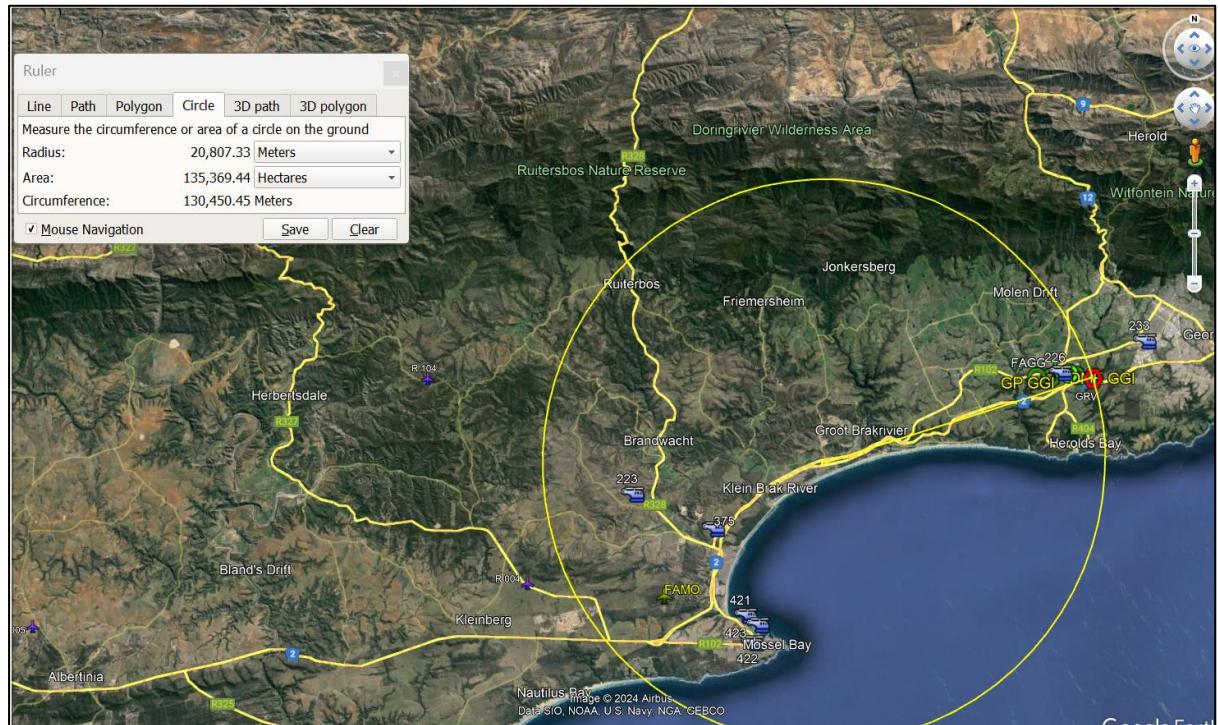 Ruler
Line Path Polygon Circle 3D path 3D polygon
Measure the circumference or area of a circle on the ground
Radius: 20,807.33 Meters
Area: 135,369.44 Hectares
Circumference: 130,450.45 Meters
Mouse Navigation Save Clear
N
9
Doringrivier Wilderness Area
Herold
R328
Ruitersbos Nature Reserve
12
Witfontein Nature
R327
Jonkersberg
Ruiterbos
Molen Drift
Friemersheim
233
Geor
FAGG 226
R 104
R102
GP GGI
GGI
2
GRV
Herbertsdale
R327
R404
Groot Brakrivier
Brandwacht
Herolds Bay
223
Klein Brak River
R328
375
2
Bland's Drift
R 004
FAMO
421
Kleinberg
423
R102
Mossel Bay
422
2
Albertinia
Nautilus Bay
Image © 2024 Airbus
R325
Data SIO, NOAA, U.S. Navy, NGA, GEBCO